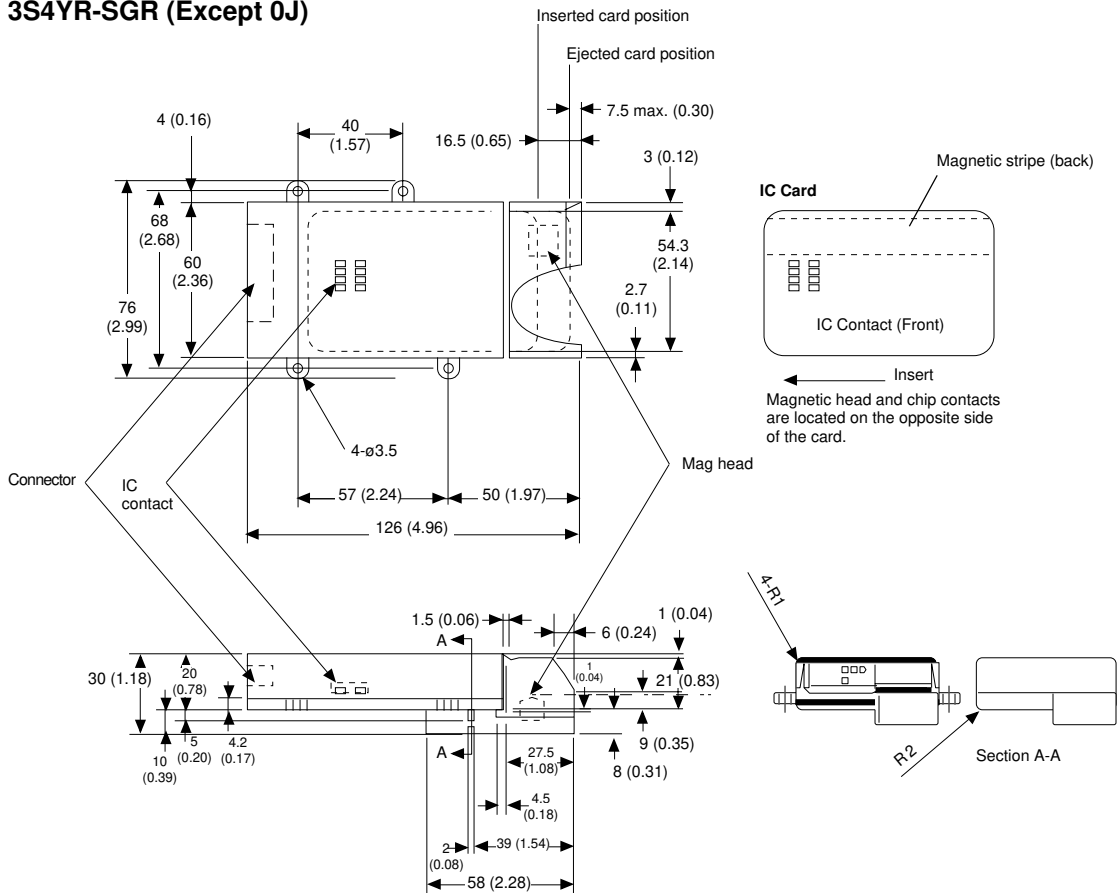 3S4YR-SGR (Except 0J)
Inserted card position
Ejected card position
7.5 max. (0.30)
4 (0.16)
40
(1.57)
16.5 (0.65)
3 (0.12)
Magnetic stripe (back)
IC Card
68
(2.68)
60
(2.36)
54.3
(2.14)
76
(2.99)
2.7
(0.11)
IC Contact (Front)
Insert
Magnetic head and chip contacts
are located on the opposite side
of the card.
4-ø3.5
Mag head
Connector
IC
contact
57 (2.24)
50 (1.97)
126 (4.96)
4-R1
1.5 (0.06)
1 (0.04)
A
6 (0.24)
30 (1.18)
20
(0.78)
1
(0.04)
21 (0.83)
5
(0.20)
4.2
(0.17)
10
(0.39)
A
27.5
(1.08)
9 (0.35)
8 (0.31)
R2
Section A-A
4.5
(0.18)
2
(0.08)
39 (1.54)
58 (2.28)